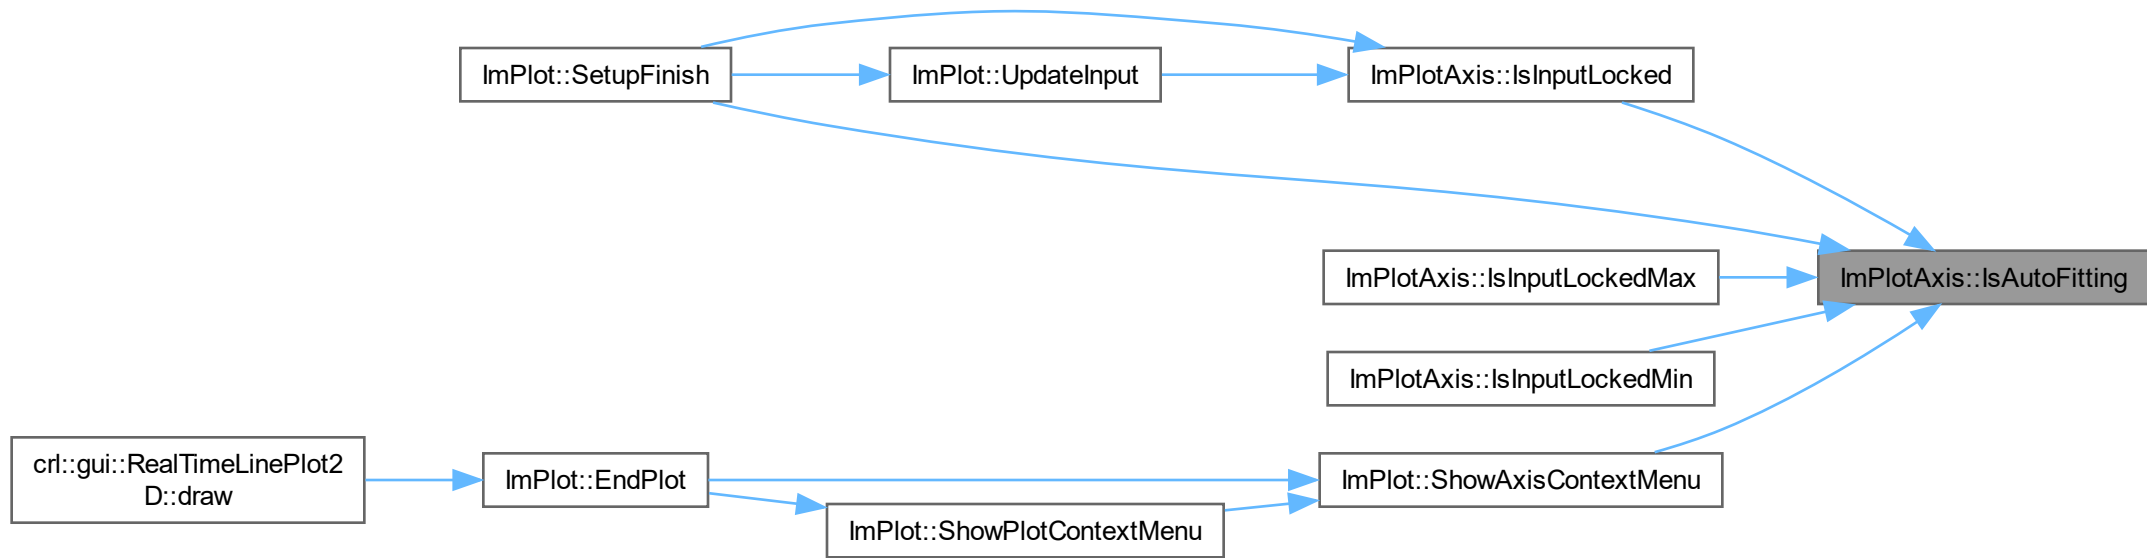 ImPlot::SetupFinish
ImPlot::UpdateInput
ImPlotAxis::IsInputLocked
ImPlotAxis::IsInputLockedMax
ImPlotAxis::IsAutoFitting
ImPlotAxis::IsInputLockedMin
crl::gui::RealTimeLinePlot2
D::draw
ImPlot::EndPlot
ImPlot::ShowAxisContextMenu
ImPlot::ShowPlotContextMenu